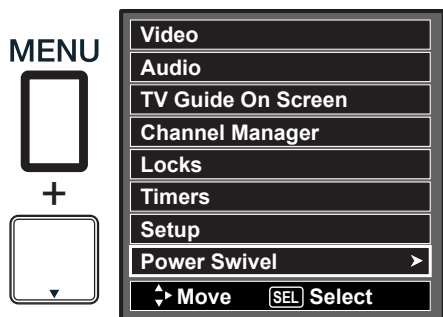 MENU
+
Video
Audio
TV Guide On Screen
Channel Manager
Locks
Timers
Setup
Power Swivel
Move SEL Select